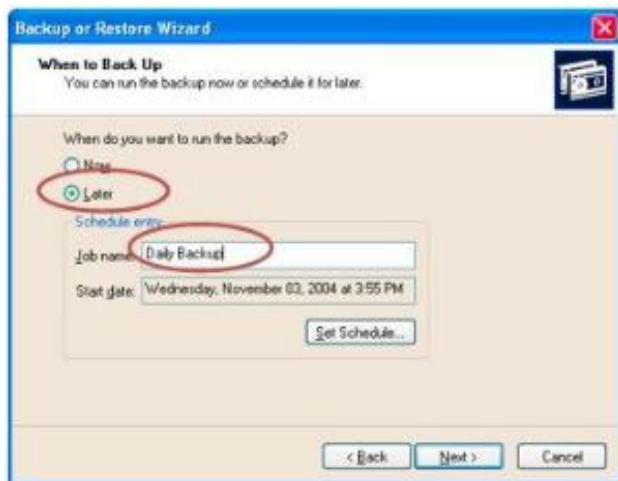 Backup or Restore Wizard
When to Back Up
You can run the backup now or schedule it for later.
When do you want to run the backup?
Now
Later
Schedule entry
Job name: Daily Backup
Start date: Wednesday, November 03, 2004 at 3:55 PM
Set Schedule...
< Back Next > Cancel